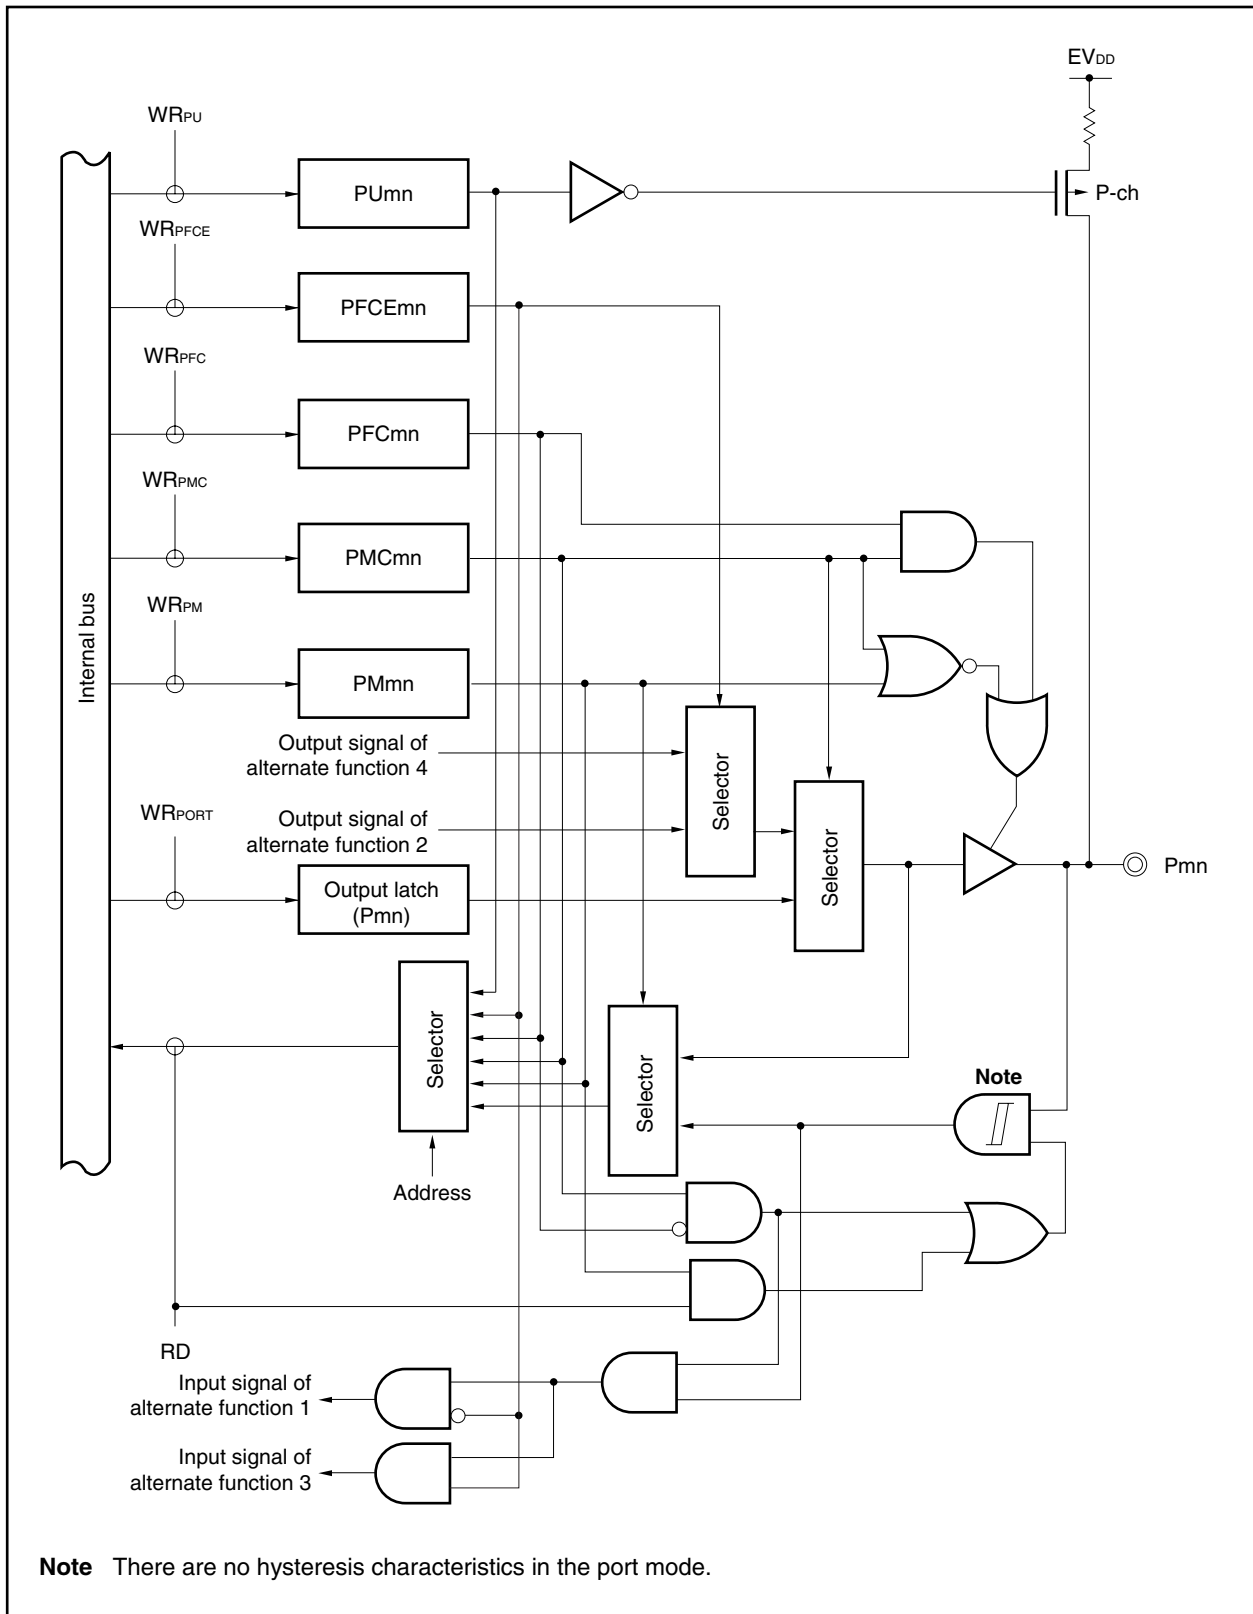 EVDD
WRPU
PUmn
P-ch
WRPFCE
PFCEmn
WRPFC
PFCmn
WRPMC
PMCmn
WRPM
PMmn
Internal bus
Output signal of
alternate function 4
Selector
WRPORT
Output signal of
alternate function 2
Selector
Pmn
Output latch
(Pmn)
Selector
Selector
Note
Address
RD
Input signal of
alternate function 1
Input signal of
alternate function 3
Note There are no hysteresis characteristics in the port mode.